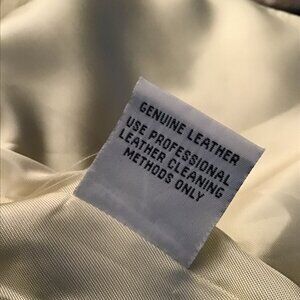 GENUINE LEATHER
USE PROFESSIONAL
LEATHER CLEANING
METHODS ONLY